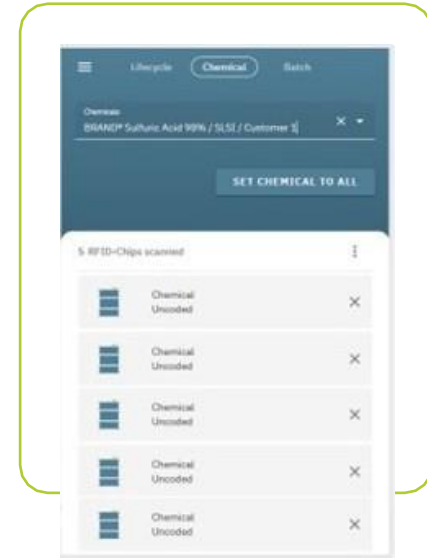 Lifecycle Chemical Batch
Chemicals
BRAND® Sulfuric Acid 98% / SLSI / Customer 1
SET CHEMICAL TO ALL
5 RFID-Chips scanned
Chemical
Uncoded
Chemical
Uncoded
Chemical
Uncoded
Chemical
Uncoded
Chemical
Uncoded